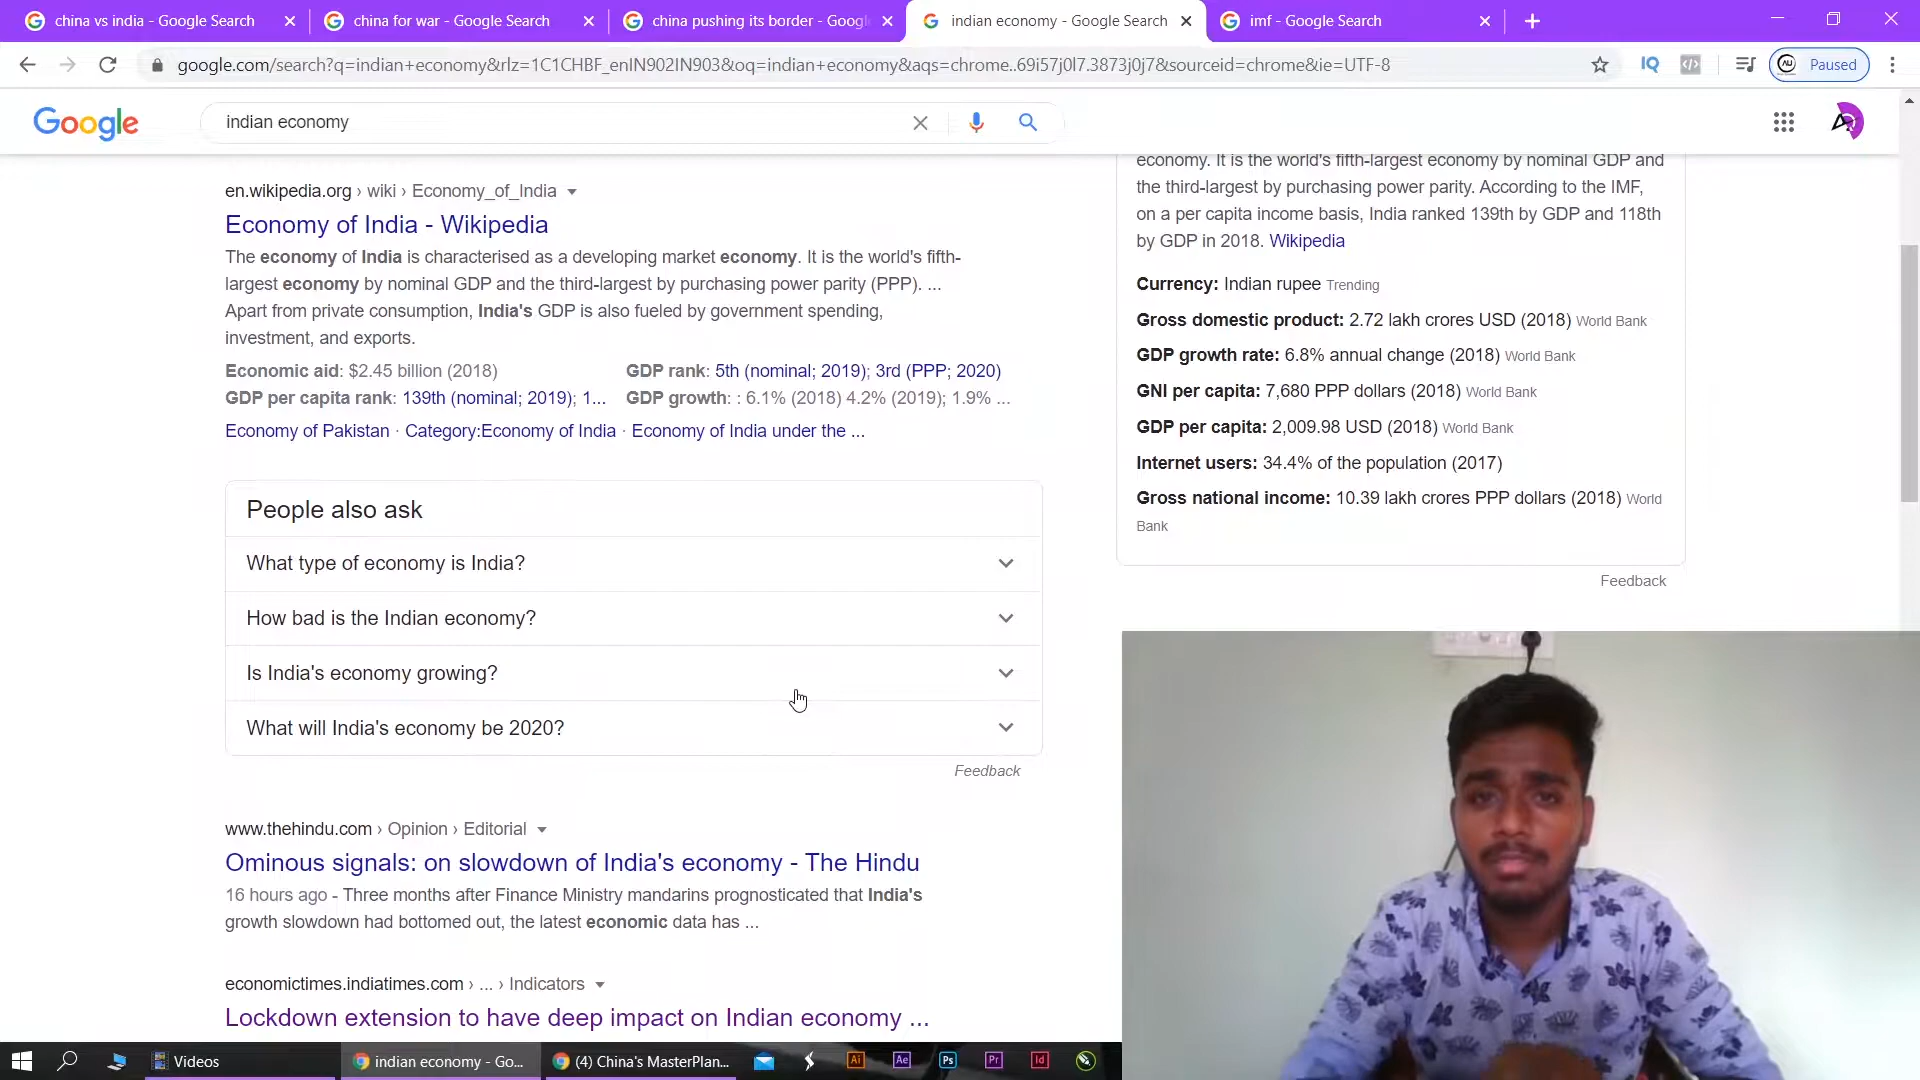 china vs india - Google Search
china for war - Google Search
china pushing its border - Googl
indian economy - Google Search
imf - Google Search
google.com/search?q=indian+economy&rlz=1C1CHBF_enIN902IN903&oq=indian+economy&aqs=chrome..69i57j0l7.3873j0j7&sourceid=chrome&ie=UTF-8
IQ
Paused
Google
indian economy
en.wikipedia.org › wiki › Economy_of_India
Economy of India - Wikipedia
The economy of India is characterised as a developing market economy. It is the world's fifth-
largest economy by nominal GDP and the third-largest by purchasing power parity (PPP). ...
Apart from private consumption, India's GDP is also fueled by government spending,
investment, and exports.
Economic aid: $2.45 billion (2018)
GDP rank: 5th (nominal; 2019); 3rd (PPP; 2020)
GDP per capita rank: 139th (nominal; 2019); 1...
GDP growth: : 6.1% (2018) 4.2% (2019); 1.9% ...
Economy of Pakistan · Category:Economy of India · Economy of India under the ...
People also ask
What type of economy is India?
How bad is the Indian economy?
Is India's economy growing?
What will India's economy be 2020?
Feedback
www.thehindu.com › Opinion › Editorial
Ominous signals: on slowdown of India's economy - The Hindu
16 hours ago - Three months after Finance Ministry mandarins prognosticated that India's
growth slowdown had bottomed out, the latest economic data has ...
economictimes.indiatimes.com › ... › Indicators
Lockdown extension to have deep impact on Indian economy ...
economy. It is the world's fifth-largest economy by nominal GDP and
the third-largest by purchasing power parity. According to the IMF,
on a per capita income basis, India ranked 139th by GDP and 118th
by GDP in 2018. Wikipedia
Currency: Indian rupee Trending
Gross domestic product: 2.72 lakh crores USD (2018) World Bank
GDP growth rate: 6.8% annual change (2018) World Bank
GNI per capita: 7,680 PPP dollars (2018) World Bank
GDP per capita: 2,009.98 USD (2018) World Bank
Internet users: 34.4% of the population (2017)
Gross national income: 10.39 lakh crores PPP dollars (2018) World
Bank
Feedback
Videos
indian economy - Go...
(4) China's MasterPlan...
Ai
Ae
Ps
Pr
Id